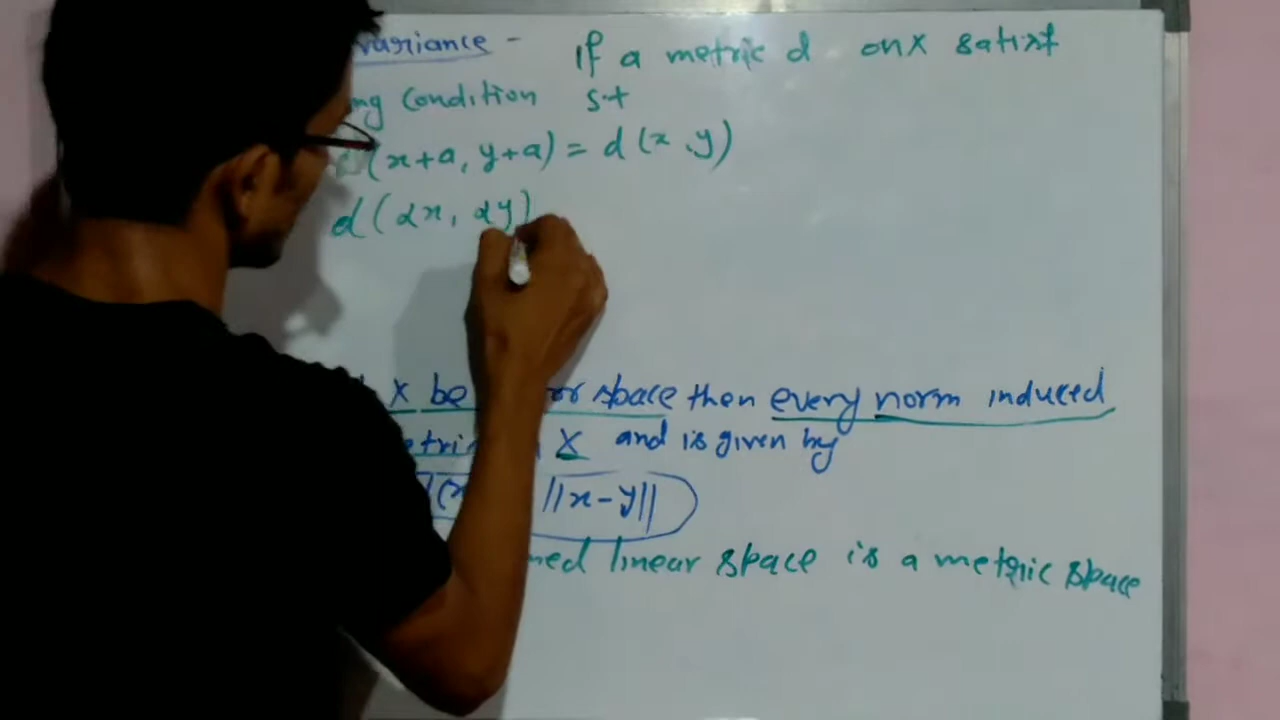 variance - If a metric d on X satisf
ng Condition s.t
(x+a, y+a) = d(x, y)
d(αx, αy)
X be or space then every norm induced
etri X and is given by
||x-y||
med linear space is a metric space